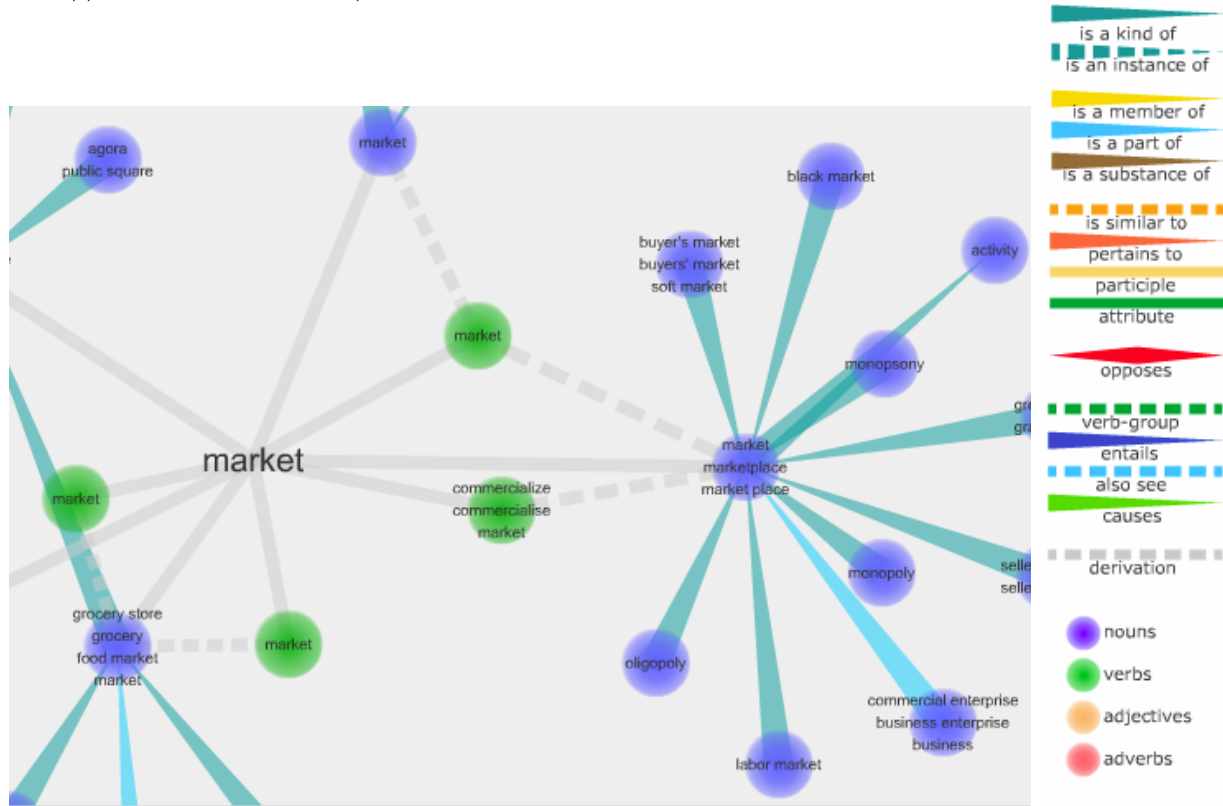 agora
public square
market
black market
buyer's market
buyers' market
soft market
activity
market
monopsony
market
marketplace
market place
market
market
commercialize
commercialise
market
grocery store
grocery
food market
market
market
monopoly
oligopoly
commercial enterprise
business enterprise
business
labor market
is a kind of
is an instance of
is a member of
is a part of
is a substance of
is similar to
pertains to
participle
attribute
opposes
verb-group
entails
also see
causes
derivation
nouns
verbs
adjectives
adverbs